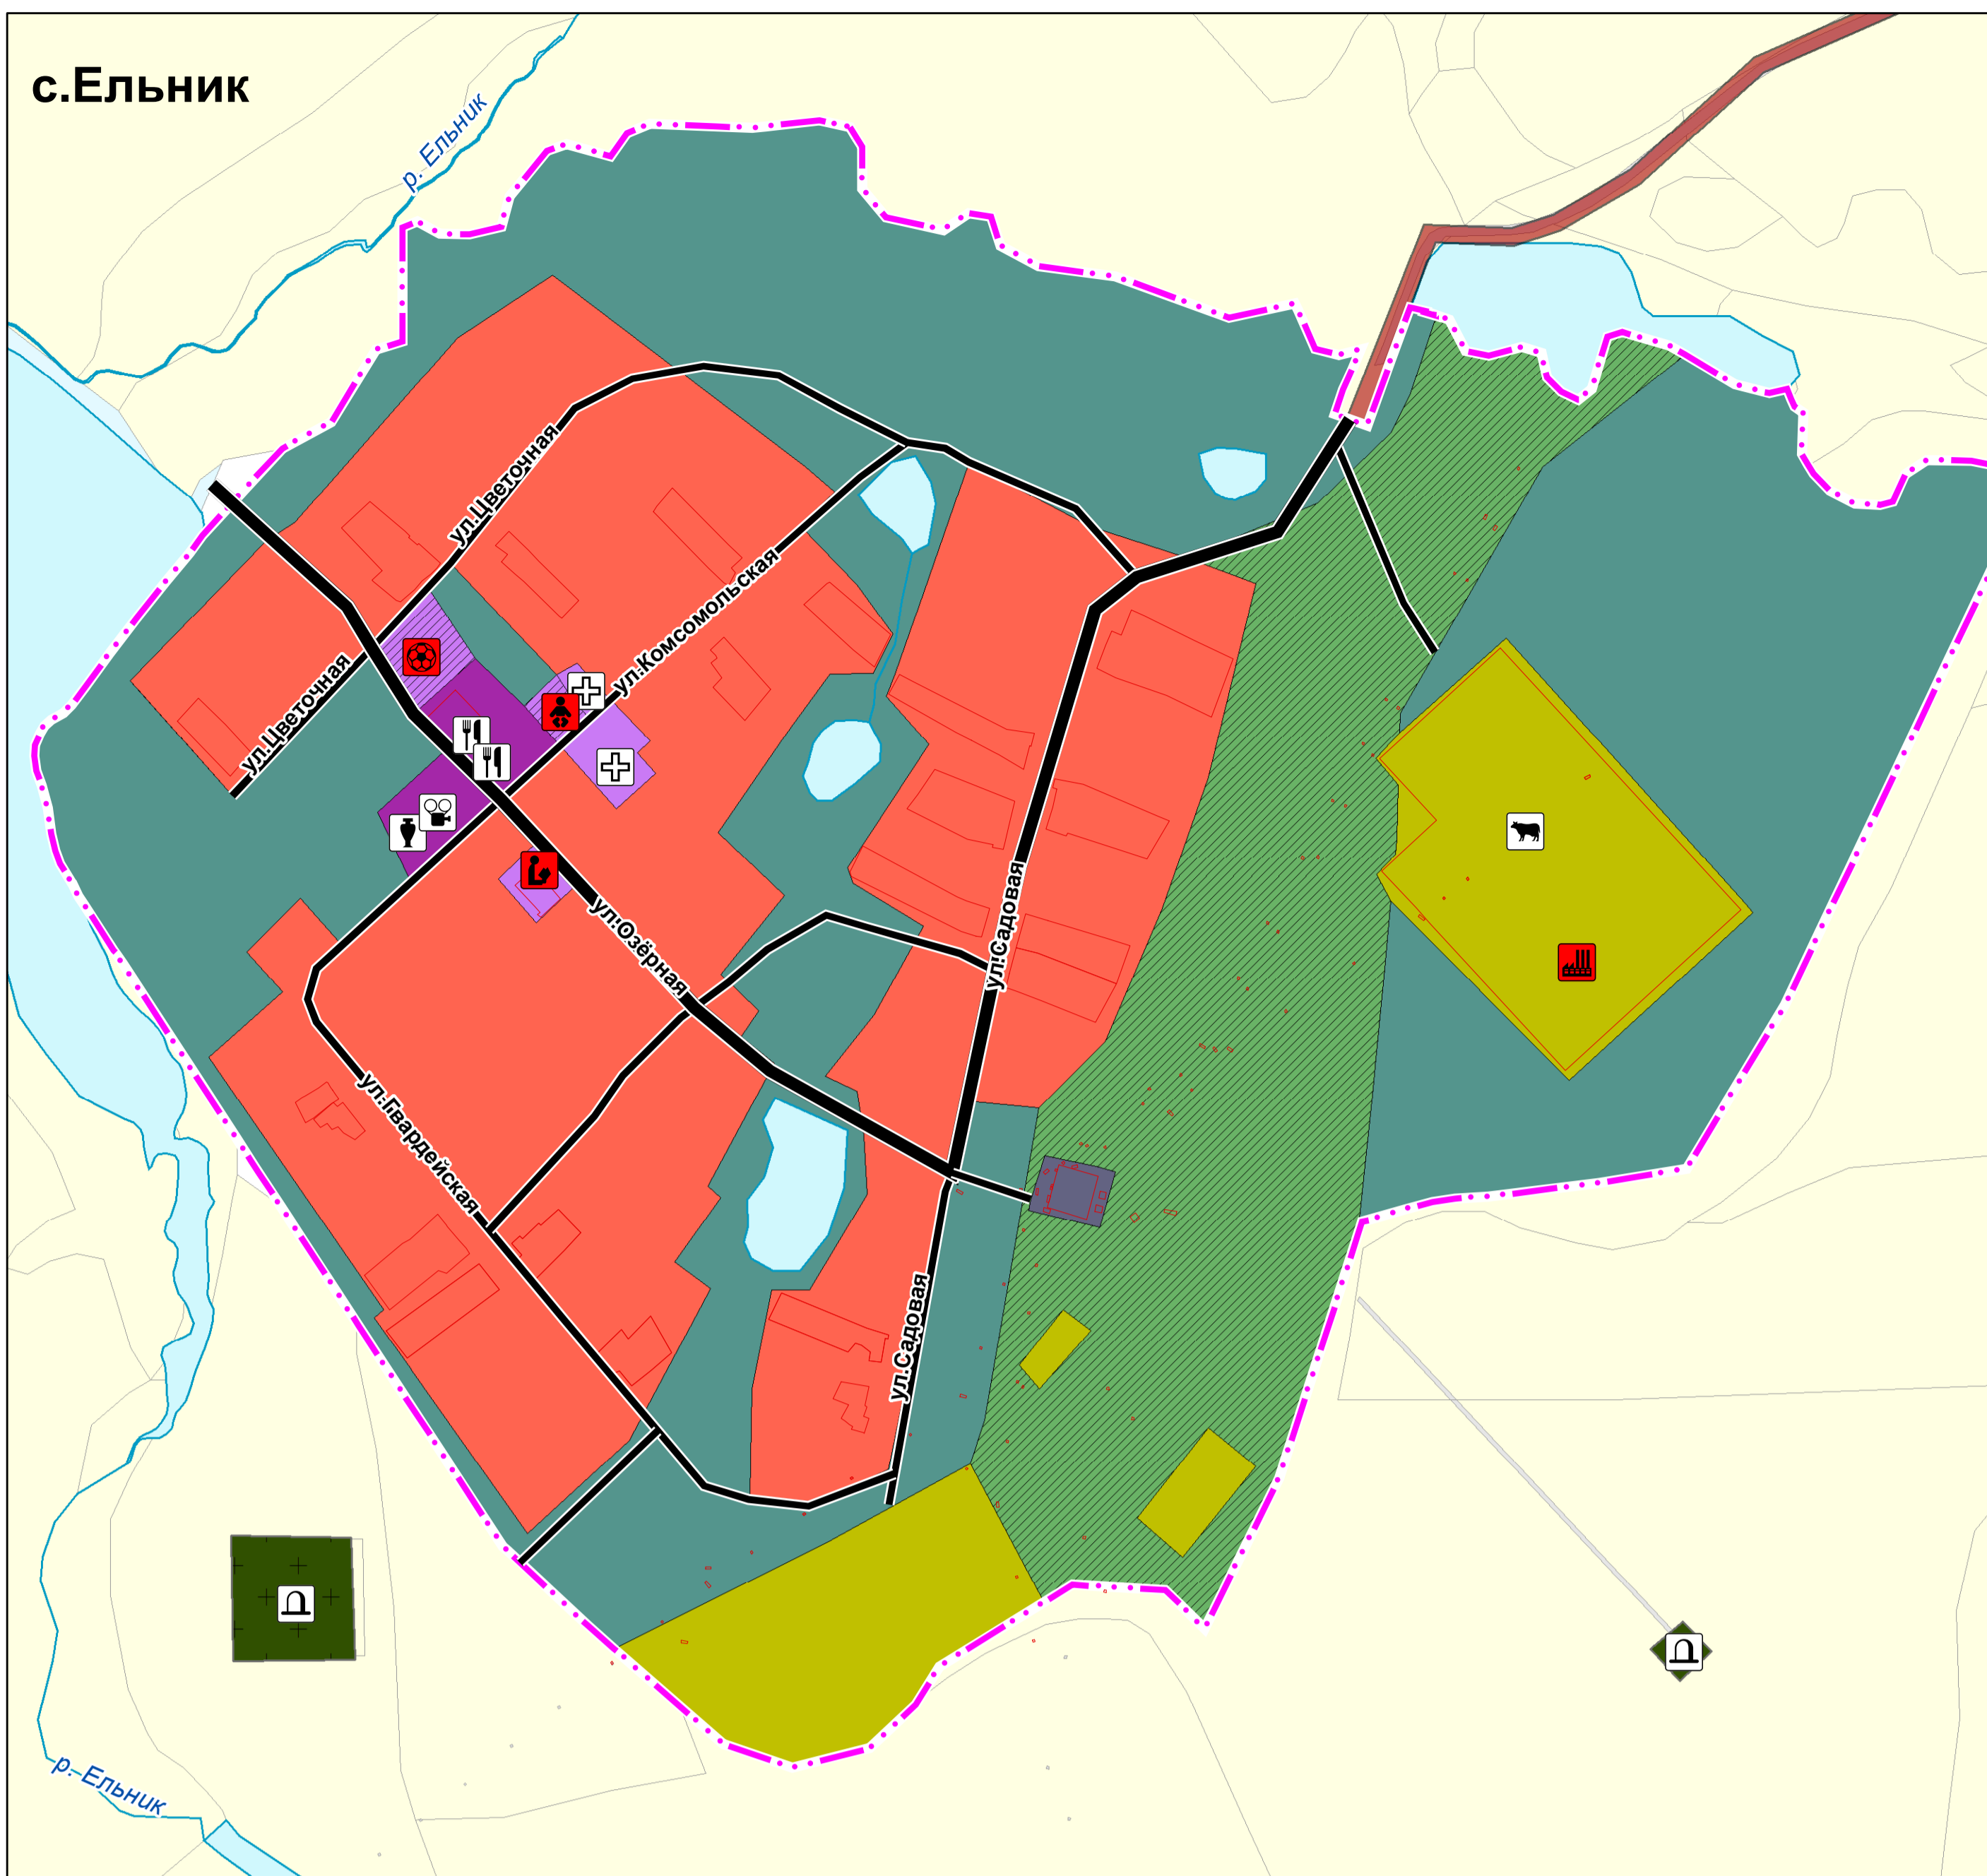 с.Ельник
р. Ельник
ул.Цветочная
ул.Комсомольская
ул.Цветочная
ул.Озёрная
ул.Садовая
ул.Гвардейская
ул.Садовая
р. Ельник